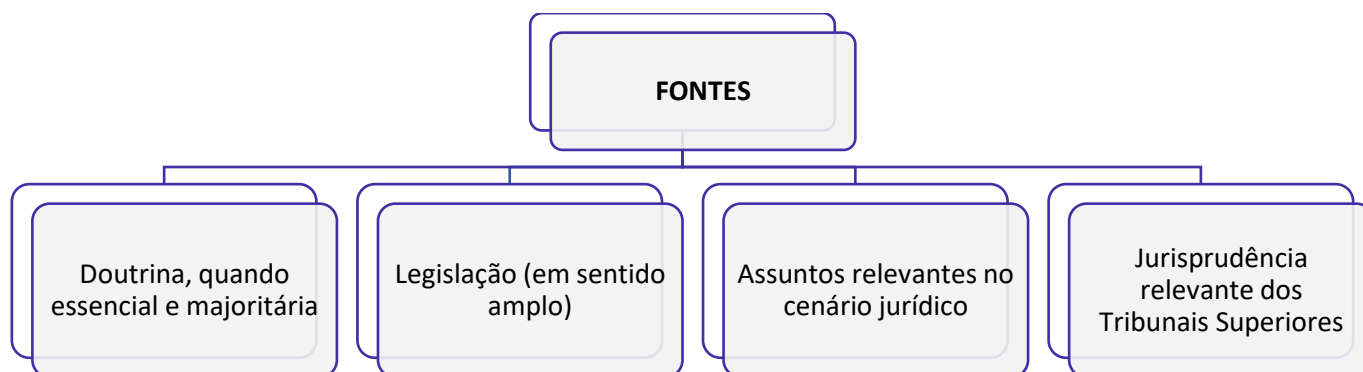 FONTES
Doutrina, quando
essencial e majoritária
Legislação (em sentido
amplo)
Assuntos relevantes no
cenário jurídico
Jurisprudência
relevante dos
Tribunais Superiores